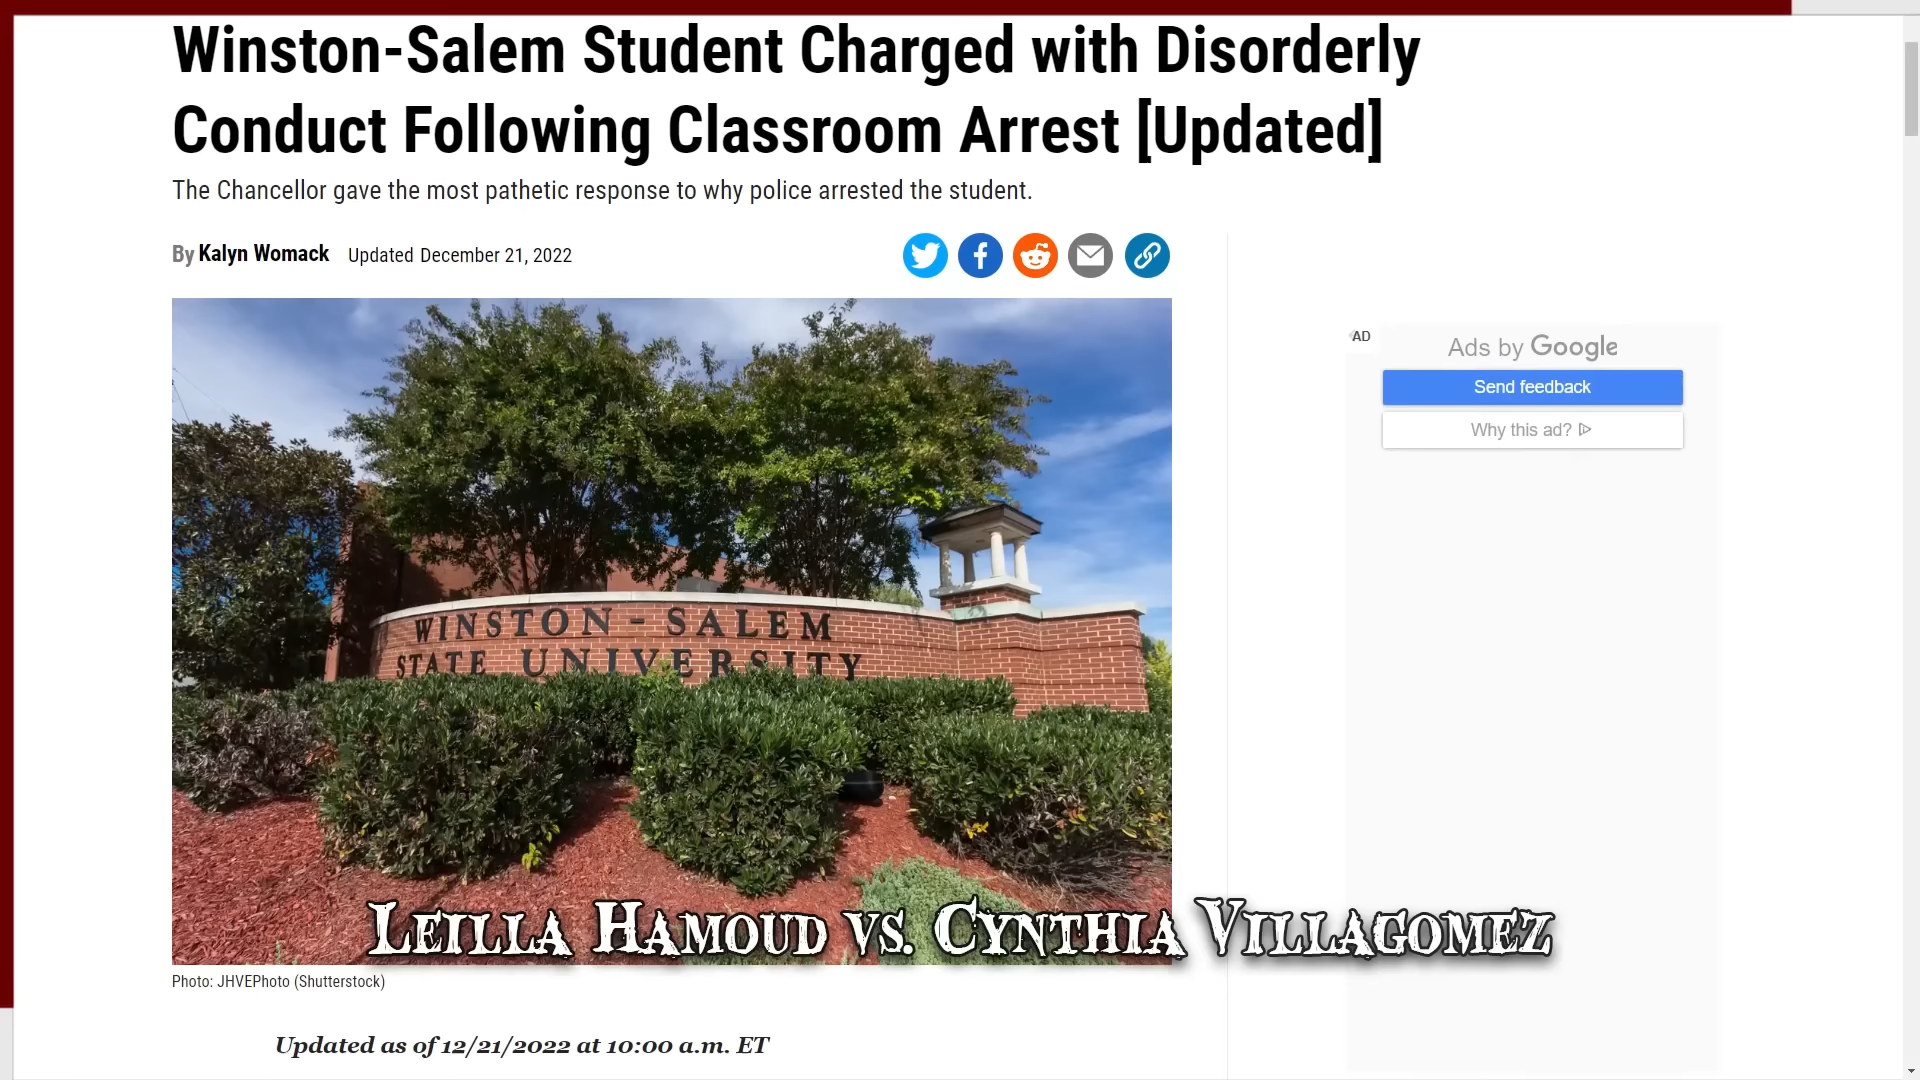 Winston-Salem Student Charged with Disorderly
Conduct Following Classroom Arrest [Updated]
The Chancellor gave the most pathetic response to why police arrested the student.
By Kalyn Womack Updated December 21, 2022
AD
Ads by Google
Send feedback
Why this ad?
WINSTON - SALEM
STATE UNIVERSITY
Leilla Hamoud vs. Cynthia Villagomez
Photo: JHVEPhoto (Shutterstock)
Updated as of 12/21/2022 at 10:00 a.m. ET